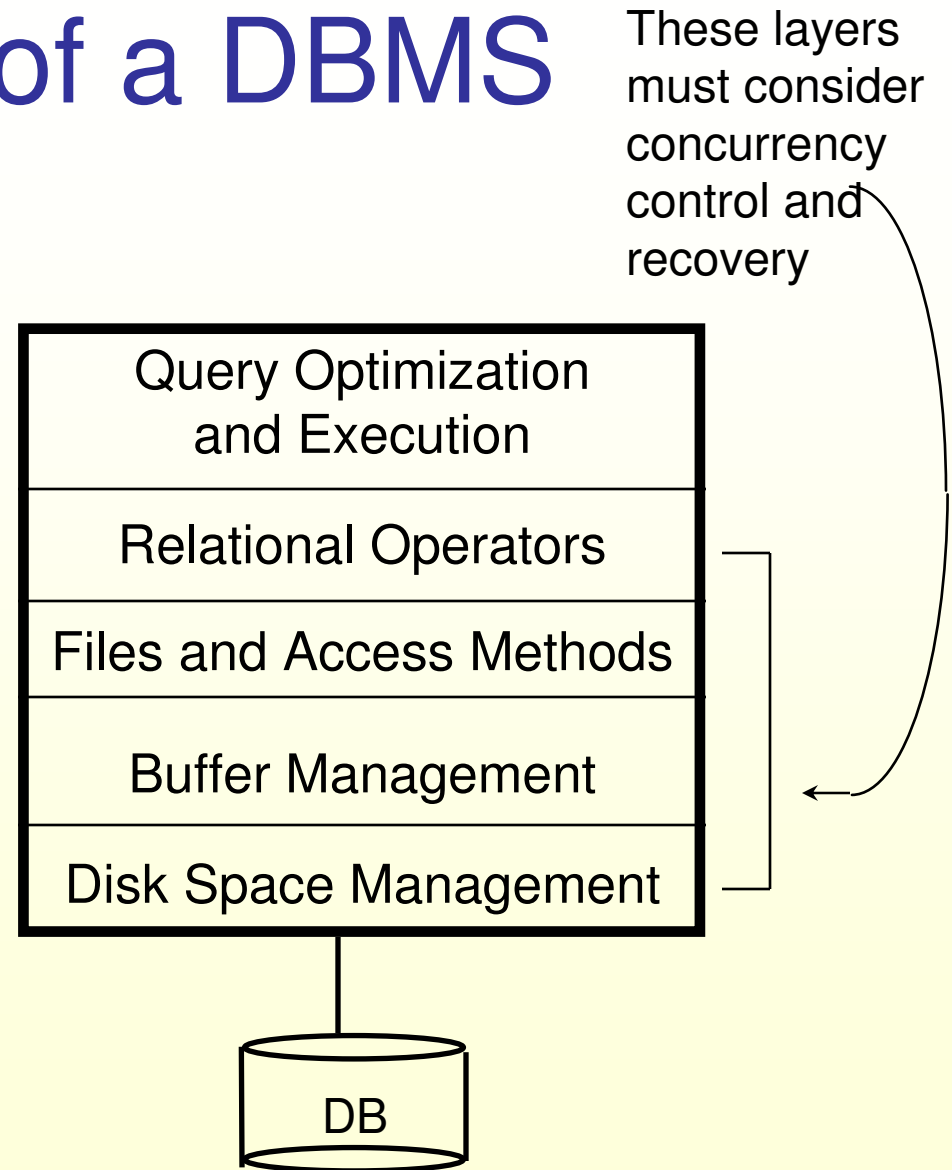 of a DBMS
These layers
must consider
concurrency
control and
recovery
Query Optimization
and Execution
Relational Operators
Files and Access Methods
Buffer Management
Disk Space Management
DB